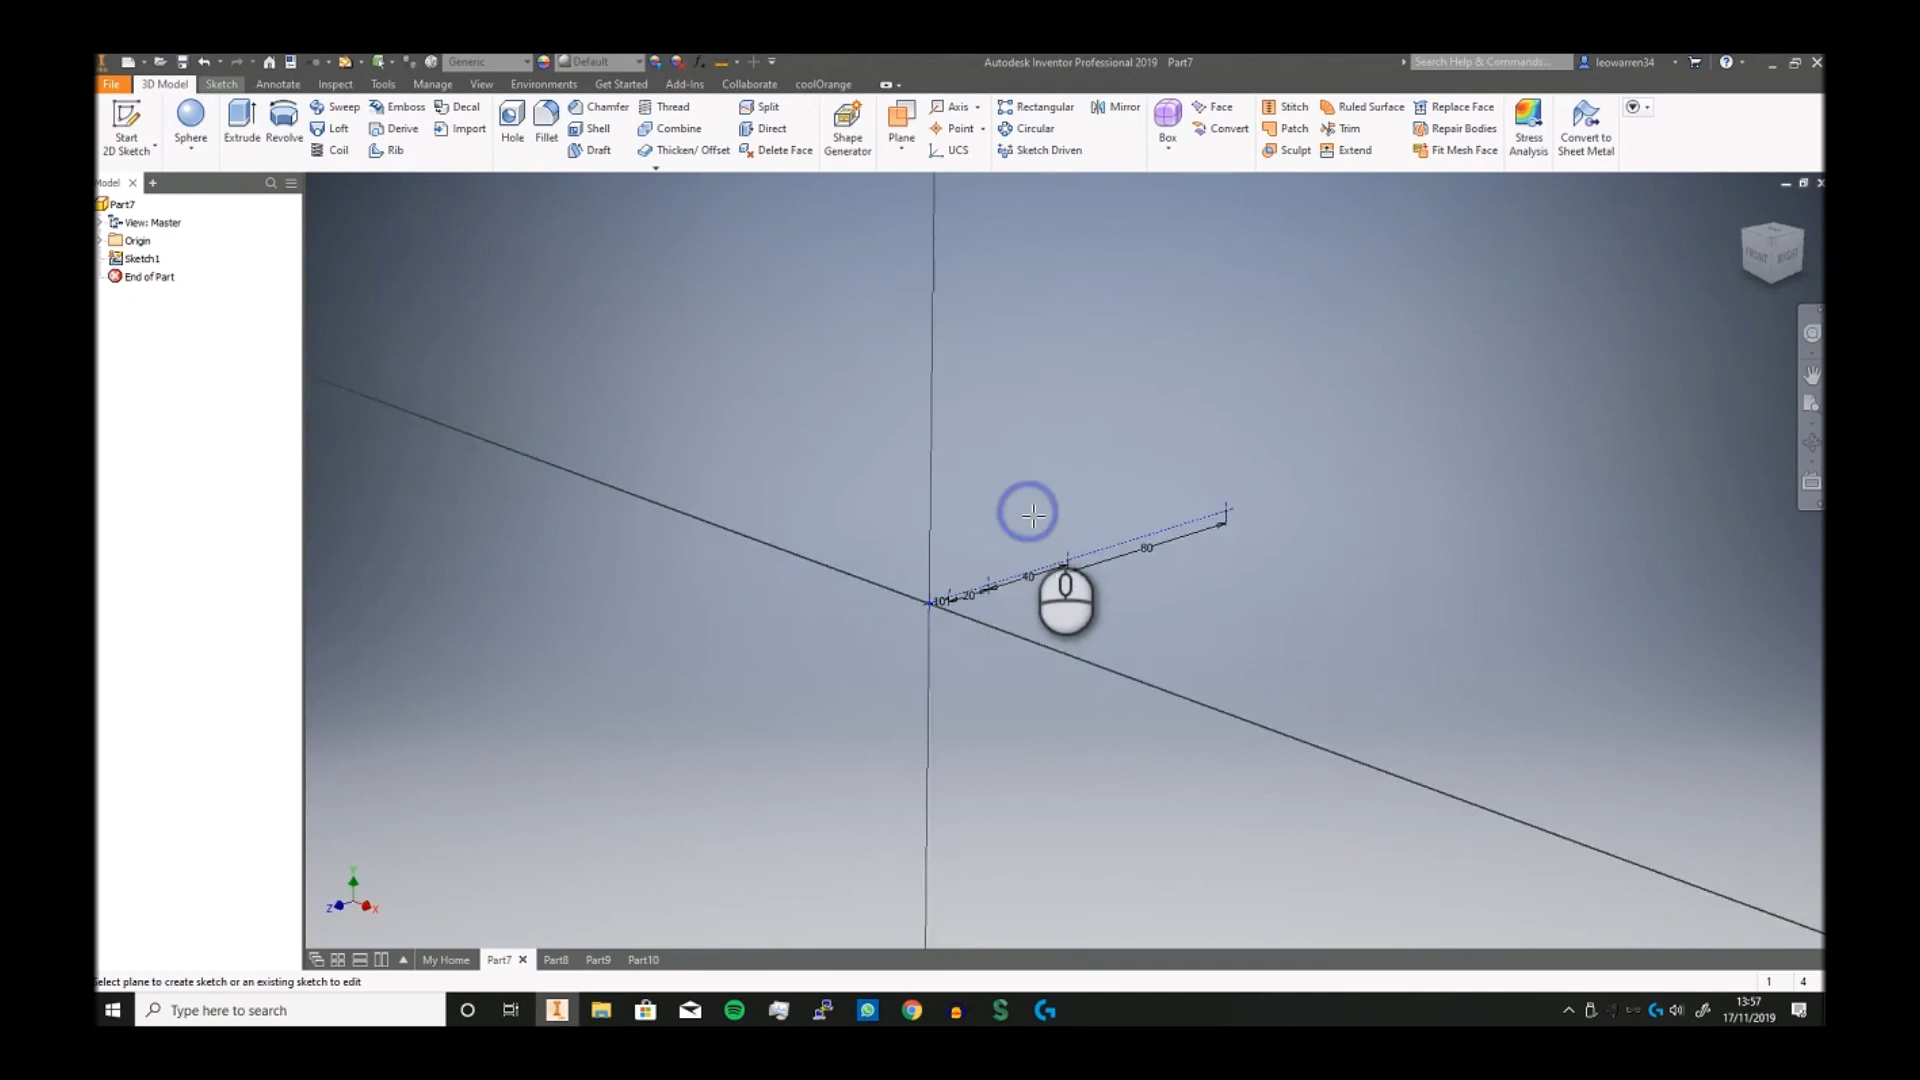 Generic
Default
Autodesk Inventor Professional 2019 Part7
Search Help & Commands...
leowarren34
File 3D Model Sketch Annotate Inspect Tools Manage View Environments Get Started Add-Ins Collaborate coolOrange
Start
2D Sketch
Sphere
Extrude
Revolve
Sweep
Loft
Coil
Emboss
Derive
Rib
Decal
Import
Hole
Fillet
Chamfer
Shell
Draft
Thread
Combine
Thicken/ Offset
Split
Direct
Delete Face
Shape
Generator
Plane
Axis
Point
UCS
Rectangular
Circular
Sketch Driven
Mirror
Box
Face
Convert
Stitch
Patch
Sculpt
Ruled Surface
Trim
Extend
Replace Face
Repair Bodies
Fit Mesh Face
Stress
Analysis
Convert to
Sheet Metal
Model
Part7
View: Master
Origin
Sketch1
End of Part
FRONT RIGHT
10 20 40 80
Y
Z X
My Home Part7 Part8 Part9 Part10
elect plane to create sketch or an existing sketch to edit
1 4
Type here to search
13:57
17/11/2019